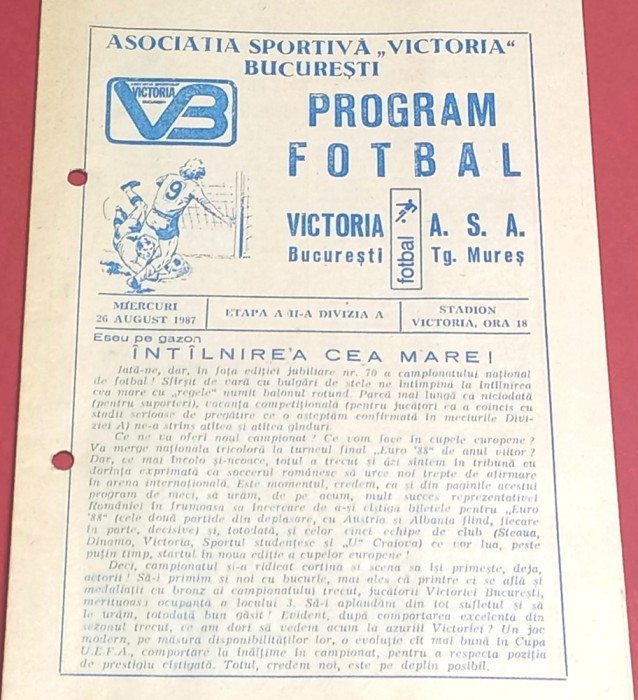 ASOCIATIA SPORTIVĂ „VICTORIA“
BUCUREȘTI
VICTORIA
BUCUREȘTI
VB
PROGRAM
FOTBAL
9
VICTORIA
București
fotbal
A. S. A.
Tg. Mureș
MIERCURI
26 AUGUST 1987
ETAPA A II-A DIVIZIA A
STADION
VICTORIA, ORA 18
Eseu pe gazon
ÎNTÎLNIREA CEA MARE!
Iată-ne, dar, în fața ediției jubiliare nr. 70 a campionatului național
de fotbal! Sfîrșit de vară cu bulgări de stele ne întîmpină la întîlnirea
cea mare cu „regele“ numit balonul rotund. Parcă mai lungă ca niciodată
(pentru suporteri), vacanța competițională (pentru jucători ea a coincis cu
stadii serioase de pregătire ce o așteptăm confirmată în meciurile Divi-
ziei A) ne-a strîns atîtea și atîtea gînduri.
Ce ne va oferi noul campionat? Ce vom face în cupele europene?
Va merge naționala tricoloră la turneul final „Euro '88“ de anul viitor?
Dar, ce mai încolo și-ncoace, totul a trecut și azi sîntem în tribună cu
dorința exprimată ca soccerul românesc să urce noi trepte de afirmare
în arena internațională. Este momentul, credem, ca și din paginile acestui
program de meci, să urăm, de pe acum, mult succes reprezentativei
României în frumoasa sa încercare de a-și cîștiga biletele pentru „Euro
'88“ (cele două partide din deplasare, cu Austria și Albania fiind, fiecare
în parte, decisive) și, totodată, și celor cinci echipe de club (Steaua,
Dinamo, Victoria, Sportul studențesc și „U“ Craiova) ce vor lua, peste
puțin timp, startul în noua ediție a cupelor europene!
Deci, campionatul și-a ridicat cortina și scena sa își primește, deja,
actorii! Să-i primim și noi cu bucurie, mai ales că printre ei se află și
medaliații cu bronz ai campionatului trecut, jucătorii Victoriei București,
merituoasă ocupantă a locului 3. Să-i aplaudăm din tot sufletul și să
le urăm, totodată bun găsit! Evident, după comportarea excelentă din
sezonul trecut, ce am dori să vedem acum la azuriii Victoriei? Un joc
modern, pe măsura disponibilităților lor, o evoluție cît mai bună în Cupa
U.E.F.A., comportare la înălțime în campionat, pentru a respecta poziția
de prestigiu cîștigată. Totul, credem noi, este pe deplin posibil.